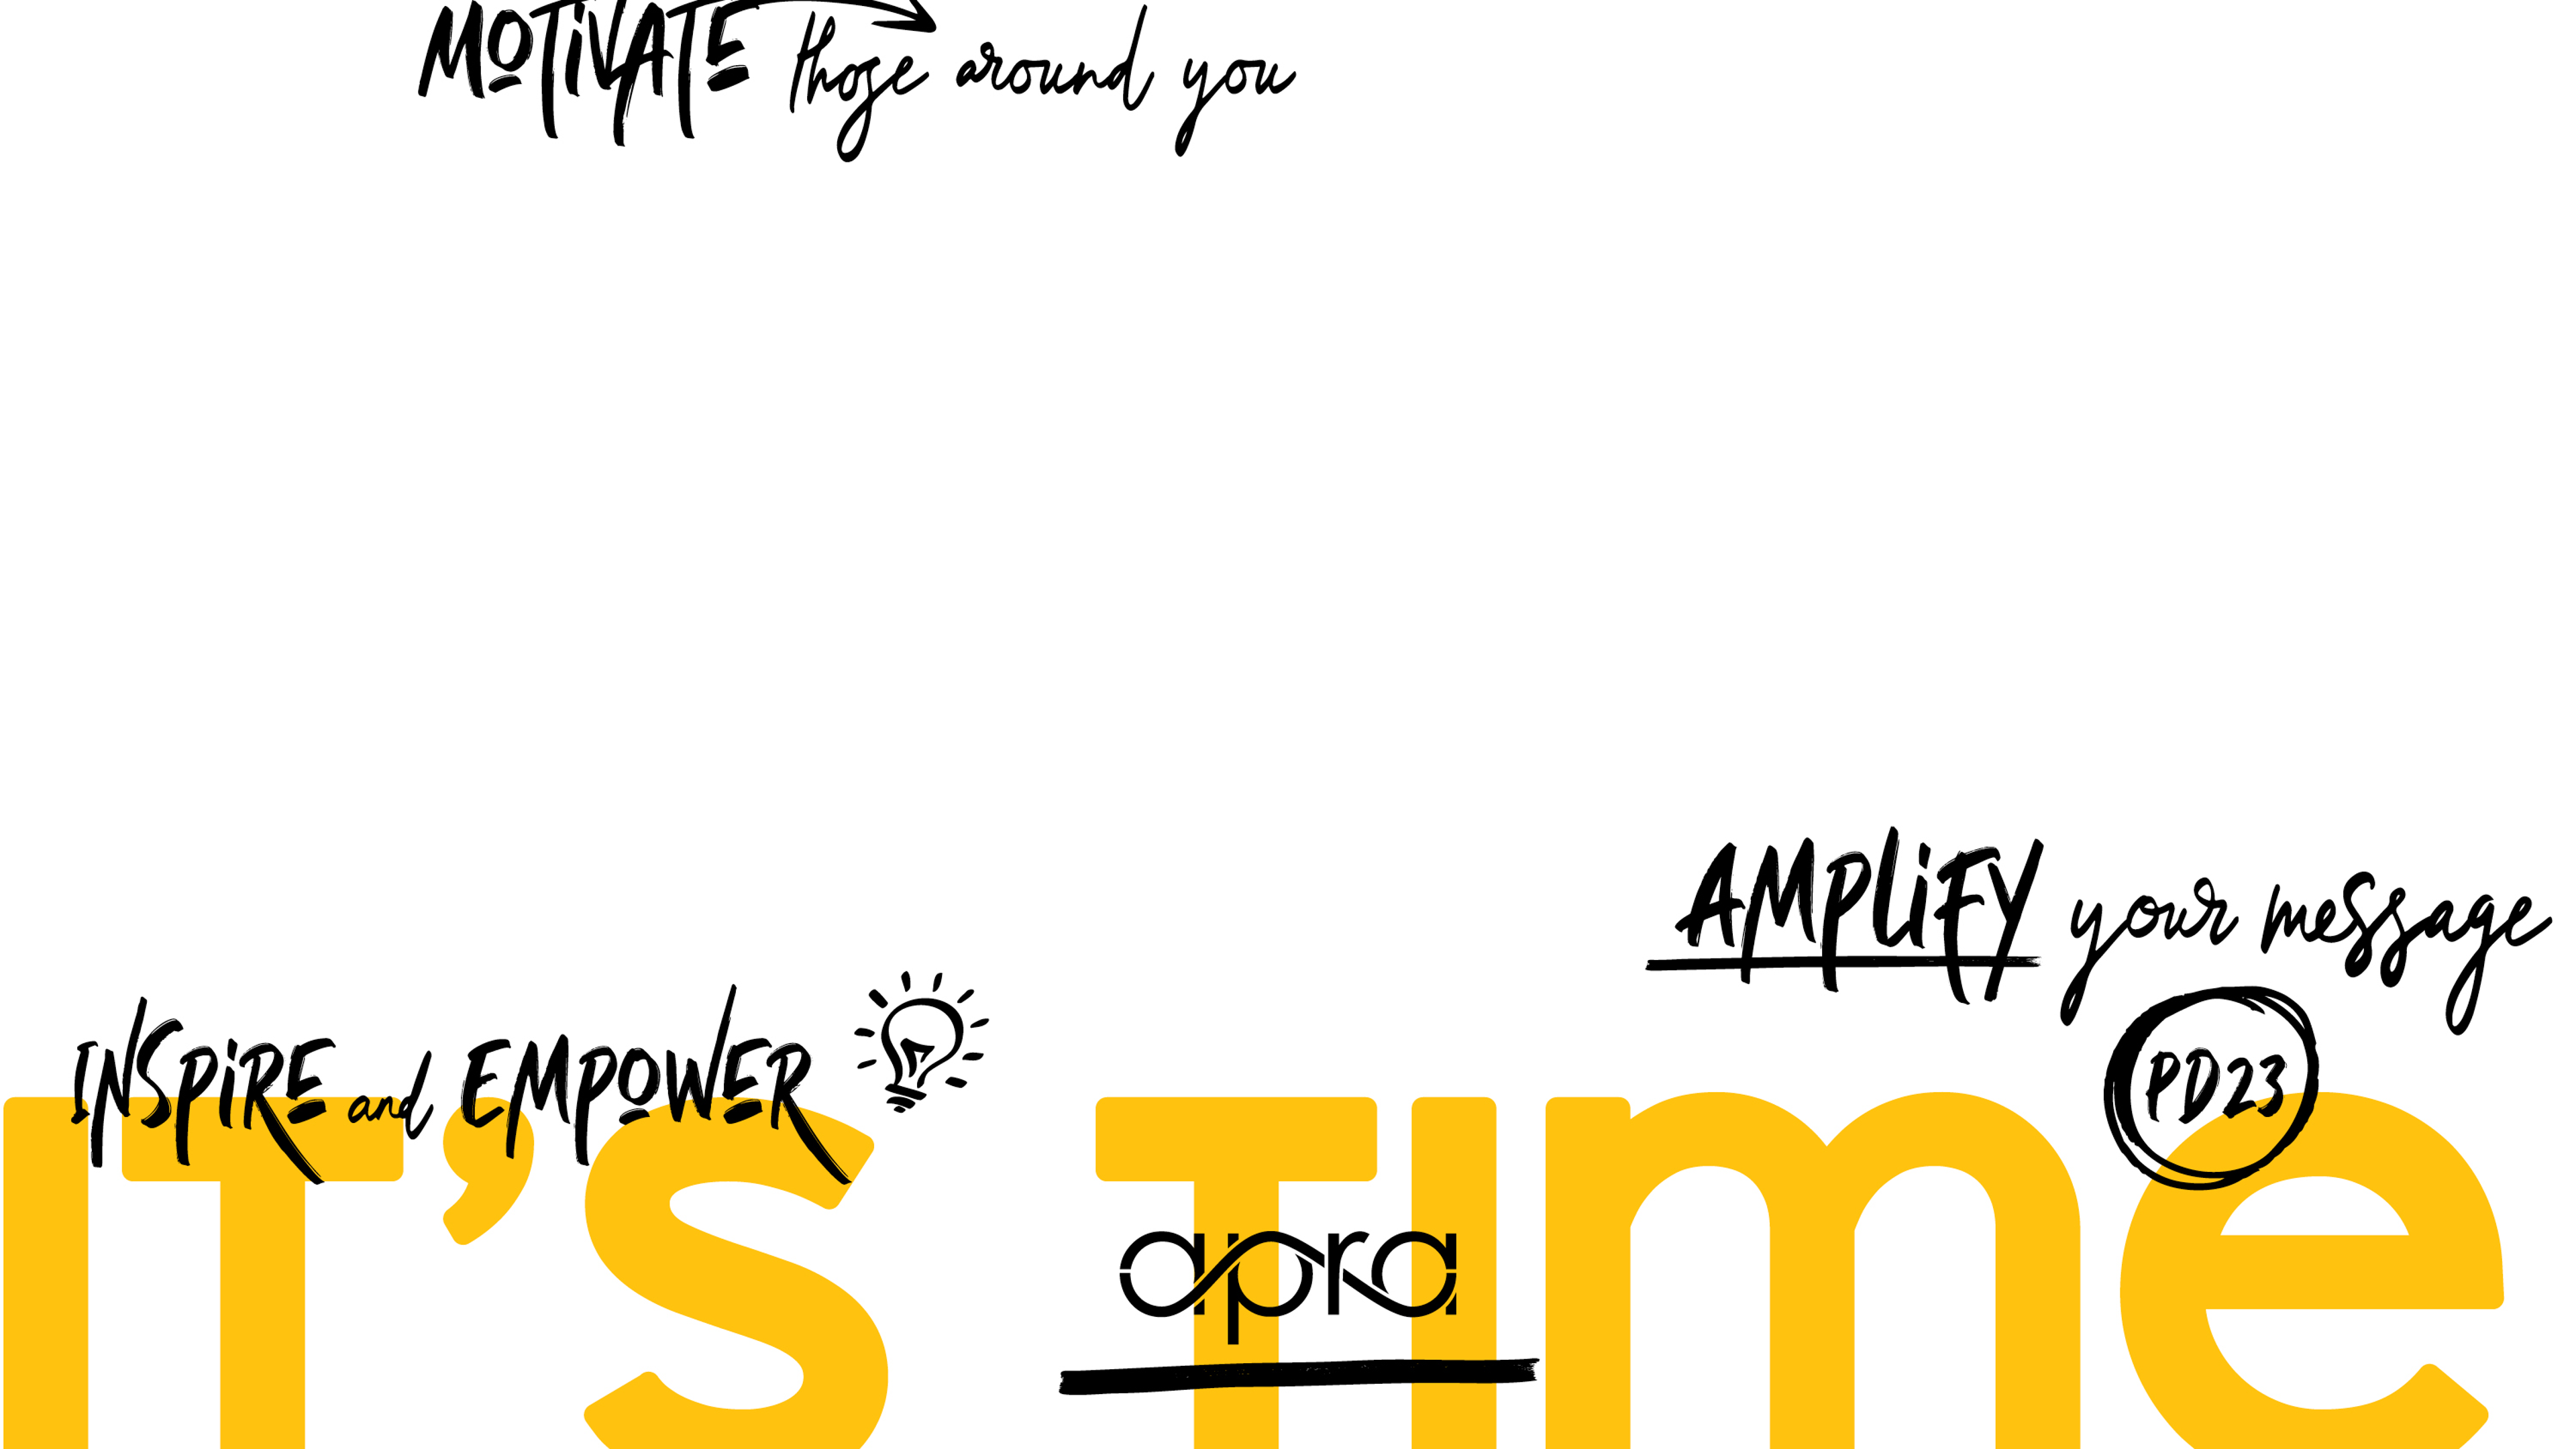 MOTiVATE those around you
AMPLiFY your message
INSPiRE and EMPOWER
PD23
IT'S TIme
apra